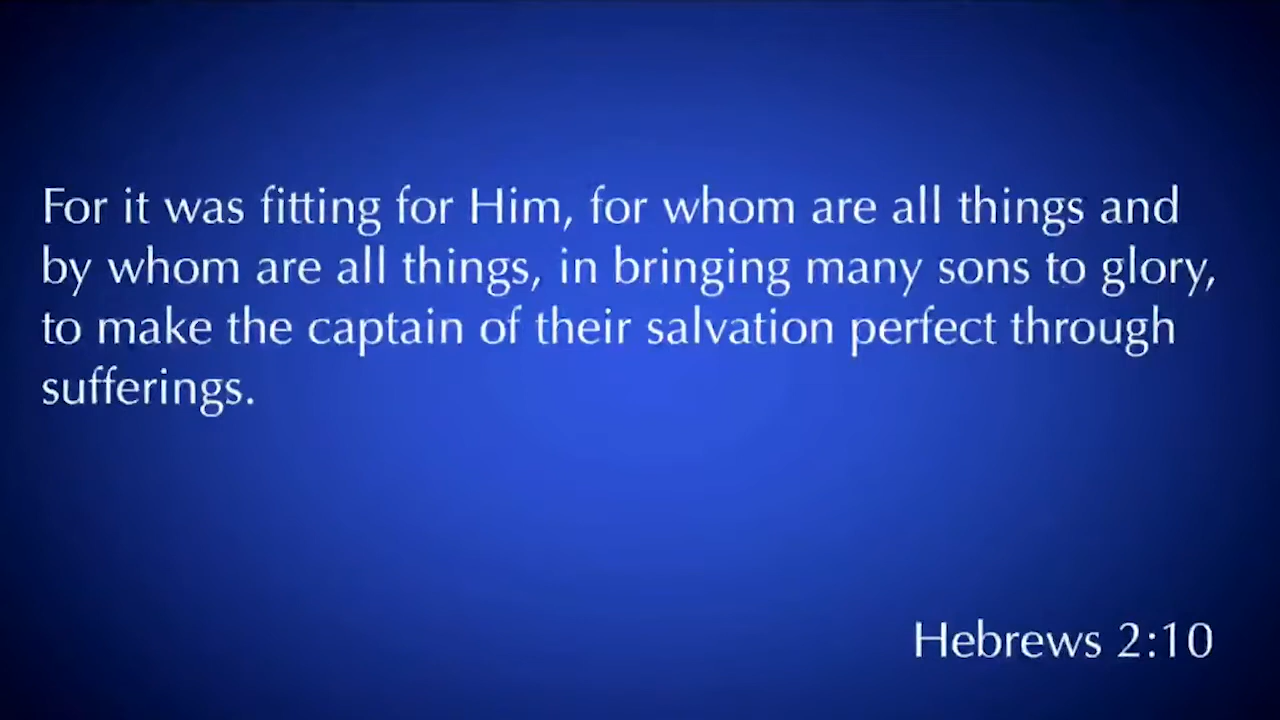 For it was fitting for Him, for whom are all things and
by whom are all things, in bringing many sons to glory,
to make the captain of their salvation perfect through
sufferings.
Hebrews 2:10